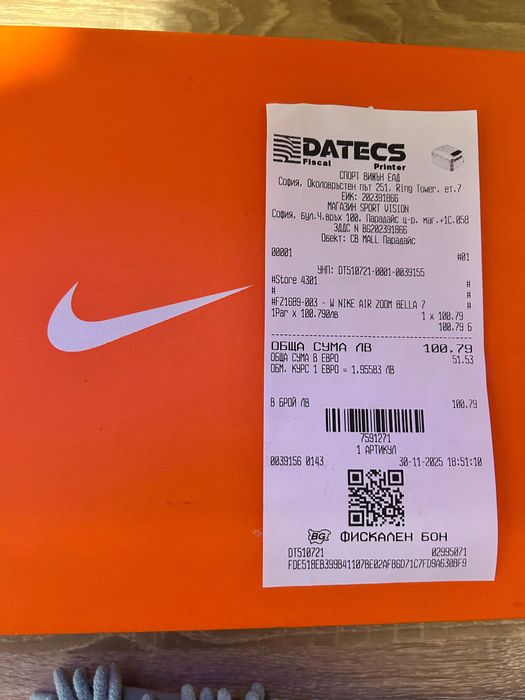 DATECS
Fiscal Printer
СПОРТ ВИЖЪН ЕАД
София, Околовръстен път 251, Ring Tower, ет.7
ЕИК: 202391866
МАГАЗИН SPORT VISION
София, бул.Ч.връх 100, Парадайс ц-р, маг.+1С.058
ЗДДС N BG202391866
Обект: СВ MALL Парадайс
00001 #01
УНП: DT510721-0001-0039155
#Store 4301 #
# #
#FZ1689-003 - W NIKE AIR ZOOM BELLA 7 #
1Par x 100.790лв 1 x 100.79
100.79 Б
ОБЩА СУМА ЛВ 100.79
ОБЩА СУМА В ЕВРО 51.53
ОБМ. КУРС 1 ЕВРО = 1.95583 ЛВ
В БРОЙ ЛВ 100.79
7591271
1 АРТИКУЛ
0039156 0143 30-11-2025 18:51:10
BG ФИСКАЛЕН БОН
DT510721 02995071